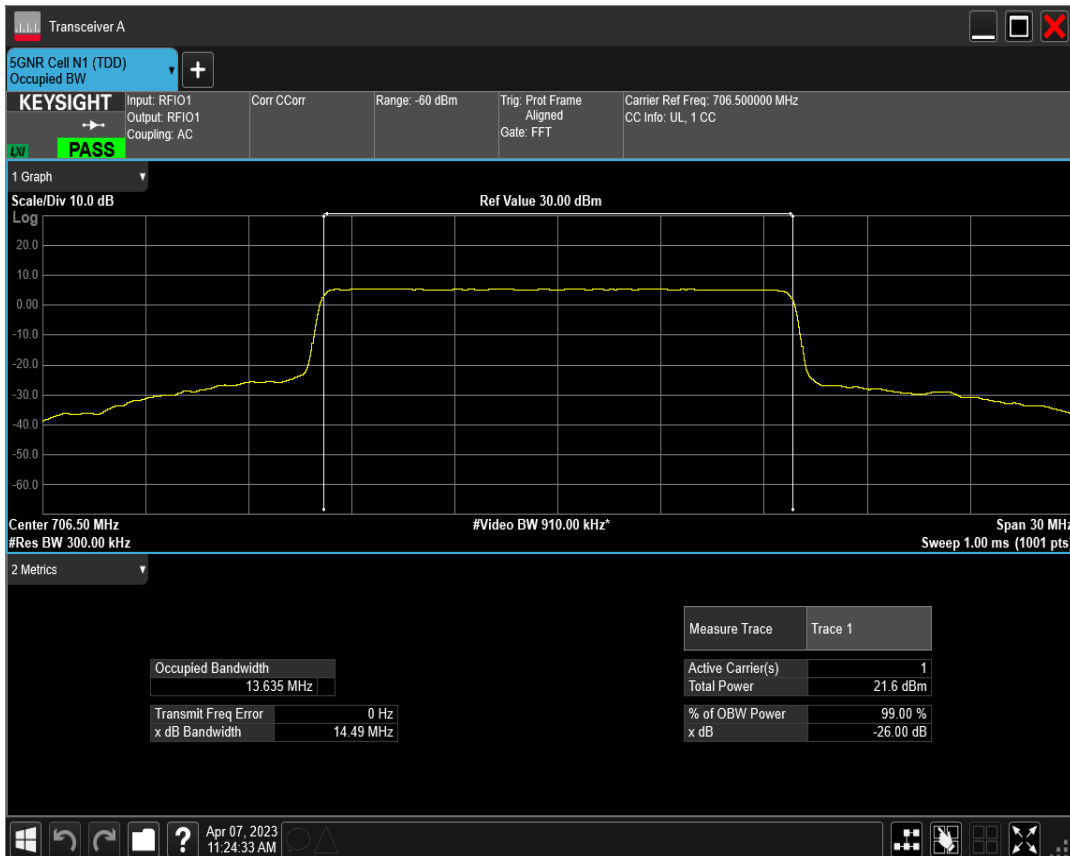 Transceiver A
5GNR Cell N1 (TDD)
Occupied BW
+
KEYSIGHT
LXI
PASS
Input: RFIO1
Output: RFIO1
Coupling: AC
Corr CCorr
Range: -60 dBm
Trig: Prot Frame
Aligned
Gate: FFT
Carrier Ref Freq: 706.500000 MHz
CC Info: UL, 1 CC
1 Graph
Scale/Div 10.0 dB
Ref Value 30.00 dBm
Log
20.0
10.0
0.00
-10.0
-20.0
-30.0
-40.0
-50.0
-60.0
Center 706.50 MHz
#Video BW 910.00 kHz*
Span 30 MHz
#Res BW 300.00 kHz
Sweep 1.00 ms (1001 pts)
2 Metrics
Measure Trace Trace 1
Occupied Bandwidth
13.635 MHz
Active Carrier(s) 1
Total Power 21.6 dBm
Transmit Freq Error 0 Hz
x dB Bandwidth 14.49 MHz
% of OBW Power 99.00 %
x dB -26.00 dB
?
Apr 07, 2023
11:24:33 AM